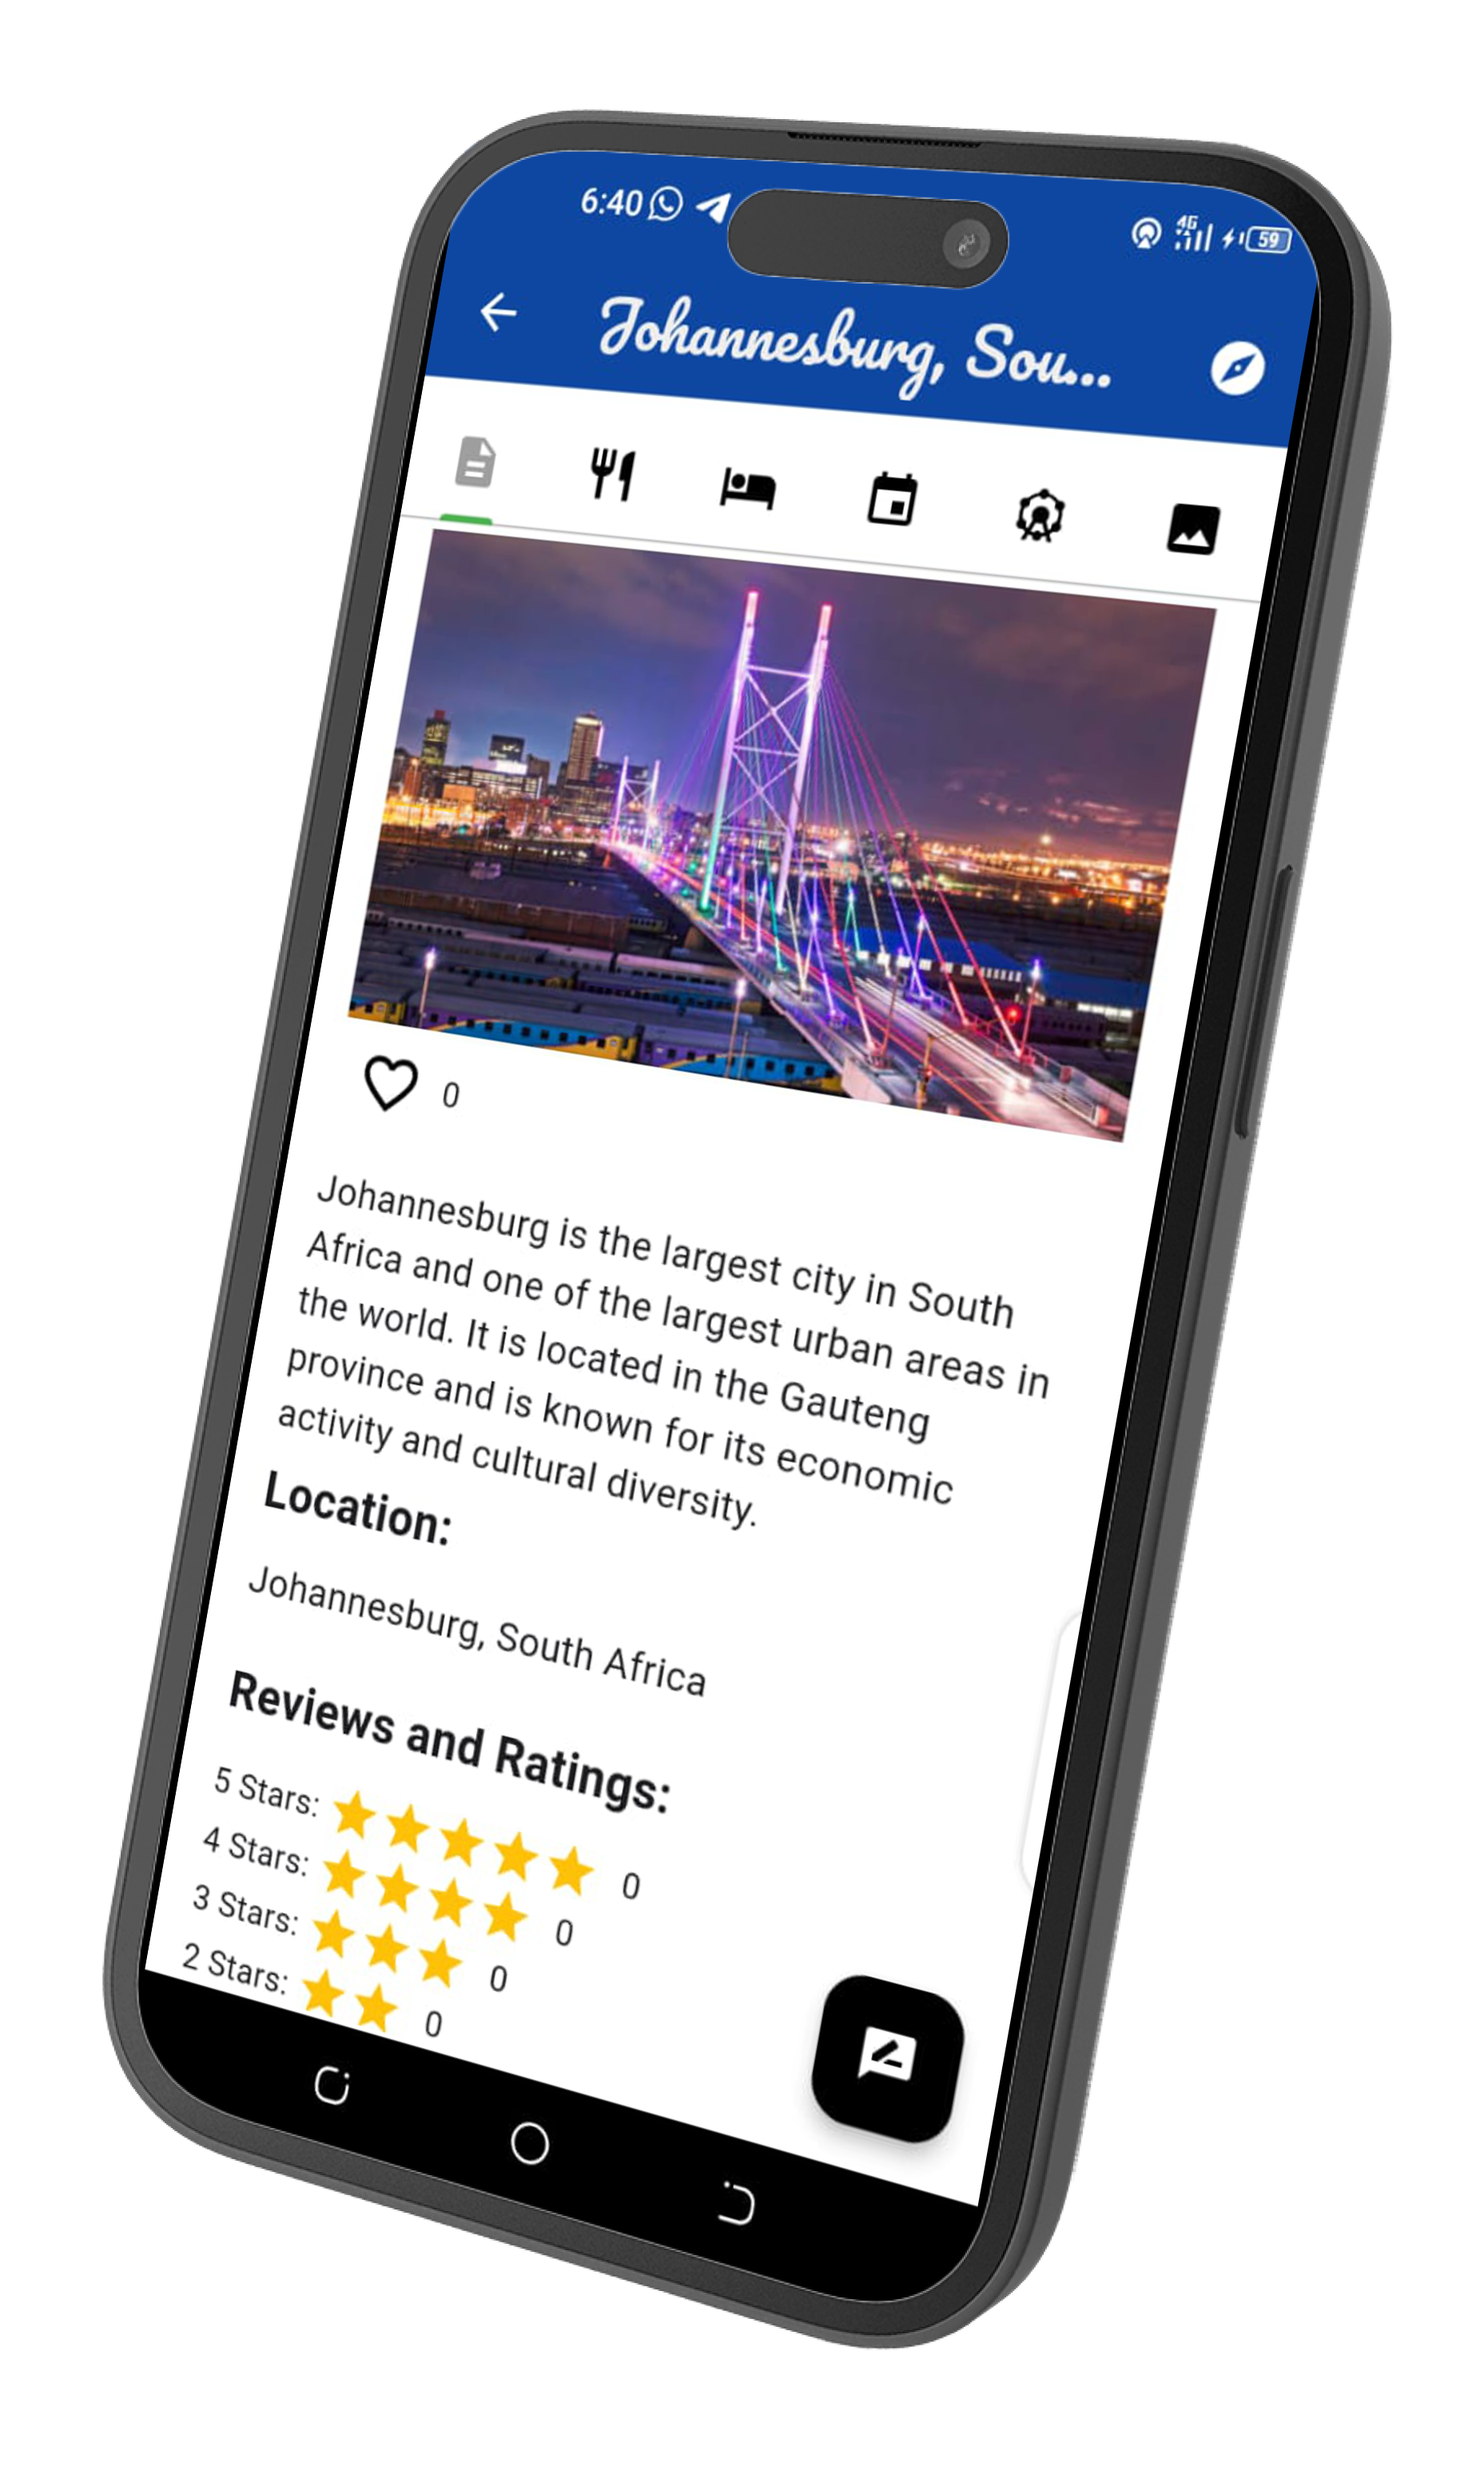 6:40
4G
59
Johannesburg, Sou...
0
Johannesburg is the largest city in South
Africa and one of the largest urban areas in
the world. It is located in the Gauteng
province and is known for its economic
activity and cultural diversity.
Location:
Johannesburg, South Africa
Reviews and Ratings:
5 Stars: 0
4 Stars: 0
3 Stars: 0
2 Stars: 0